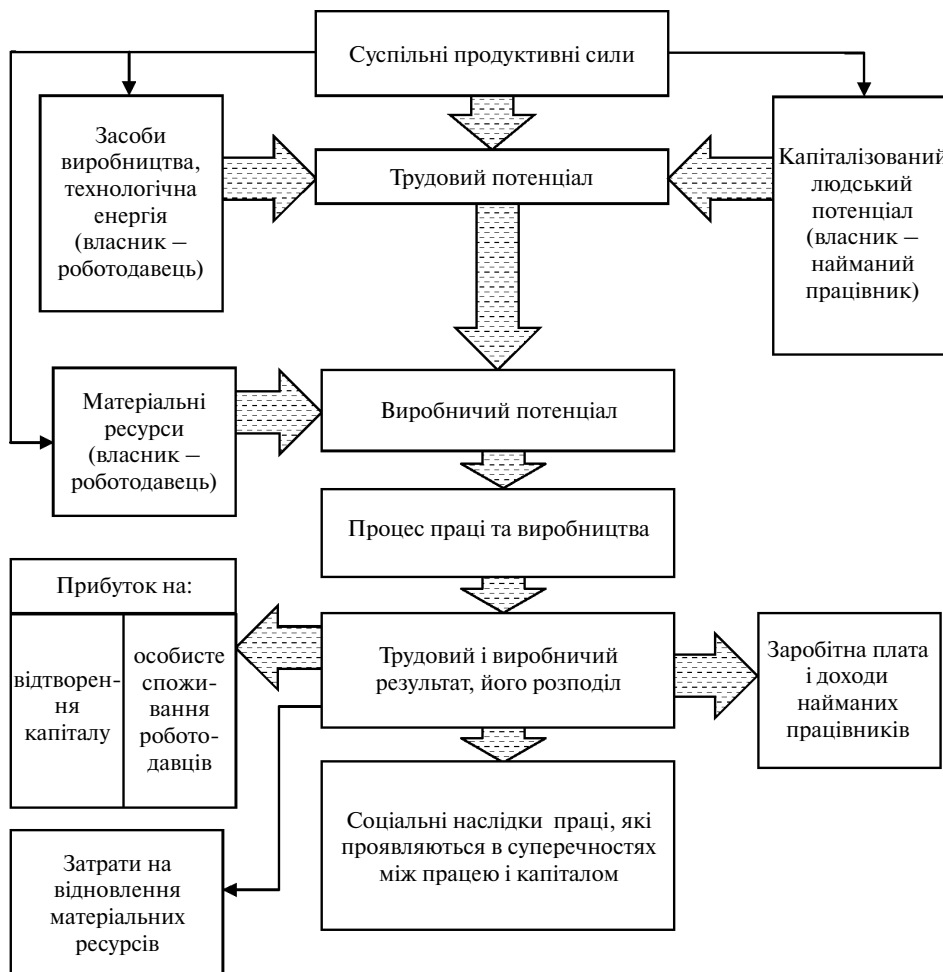 Суспільні продуктивні сили
Засоби
виробництва,
технологічна
енергія
(власник –
роботодавець)
Трудовий потенціал
Капіталізований
людський
потенціал
(власник –
найманий
працівник)
Матеріальні
ресурси
(власник –
роботодавець)
Виробничий потенціал
Процес праці та виробництва
Прибуток на:
відтворен-
ня
капіталу
особисте
спожи-
вання
робото-
давців
Трудовий і виробничий
результат, його розподіл
Заробітна плата
і доходи
найманих
працівників
Соціальні наслідки праці, які
проявляються в суперечностях
між працею і капіталом
Затрати на
відновлення
матеріальних
ресурсів